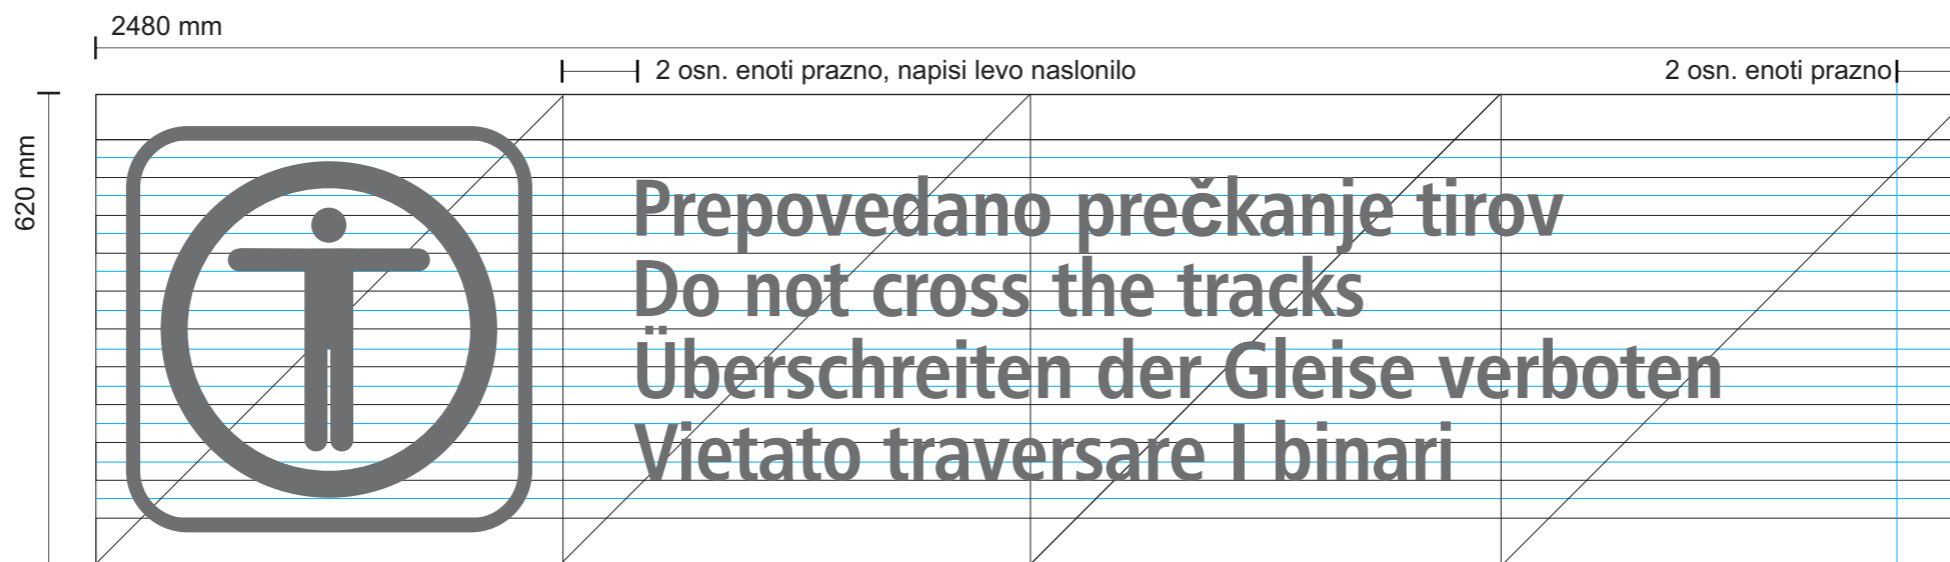 2480 mm
2 osn. enoti prazno, napisi levo naslonilo
2 osn. enoti prazno
620 mm
Prepovedano prečkanje tirov
Do not cross the tracks
Überschreiten der Gleise verboten
Vietato traversare I binari